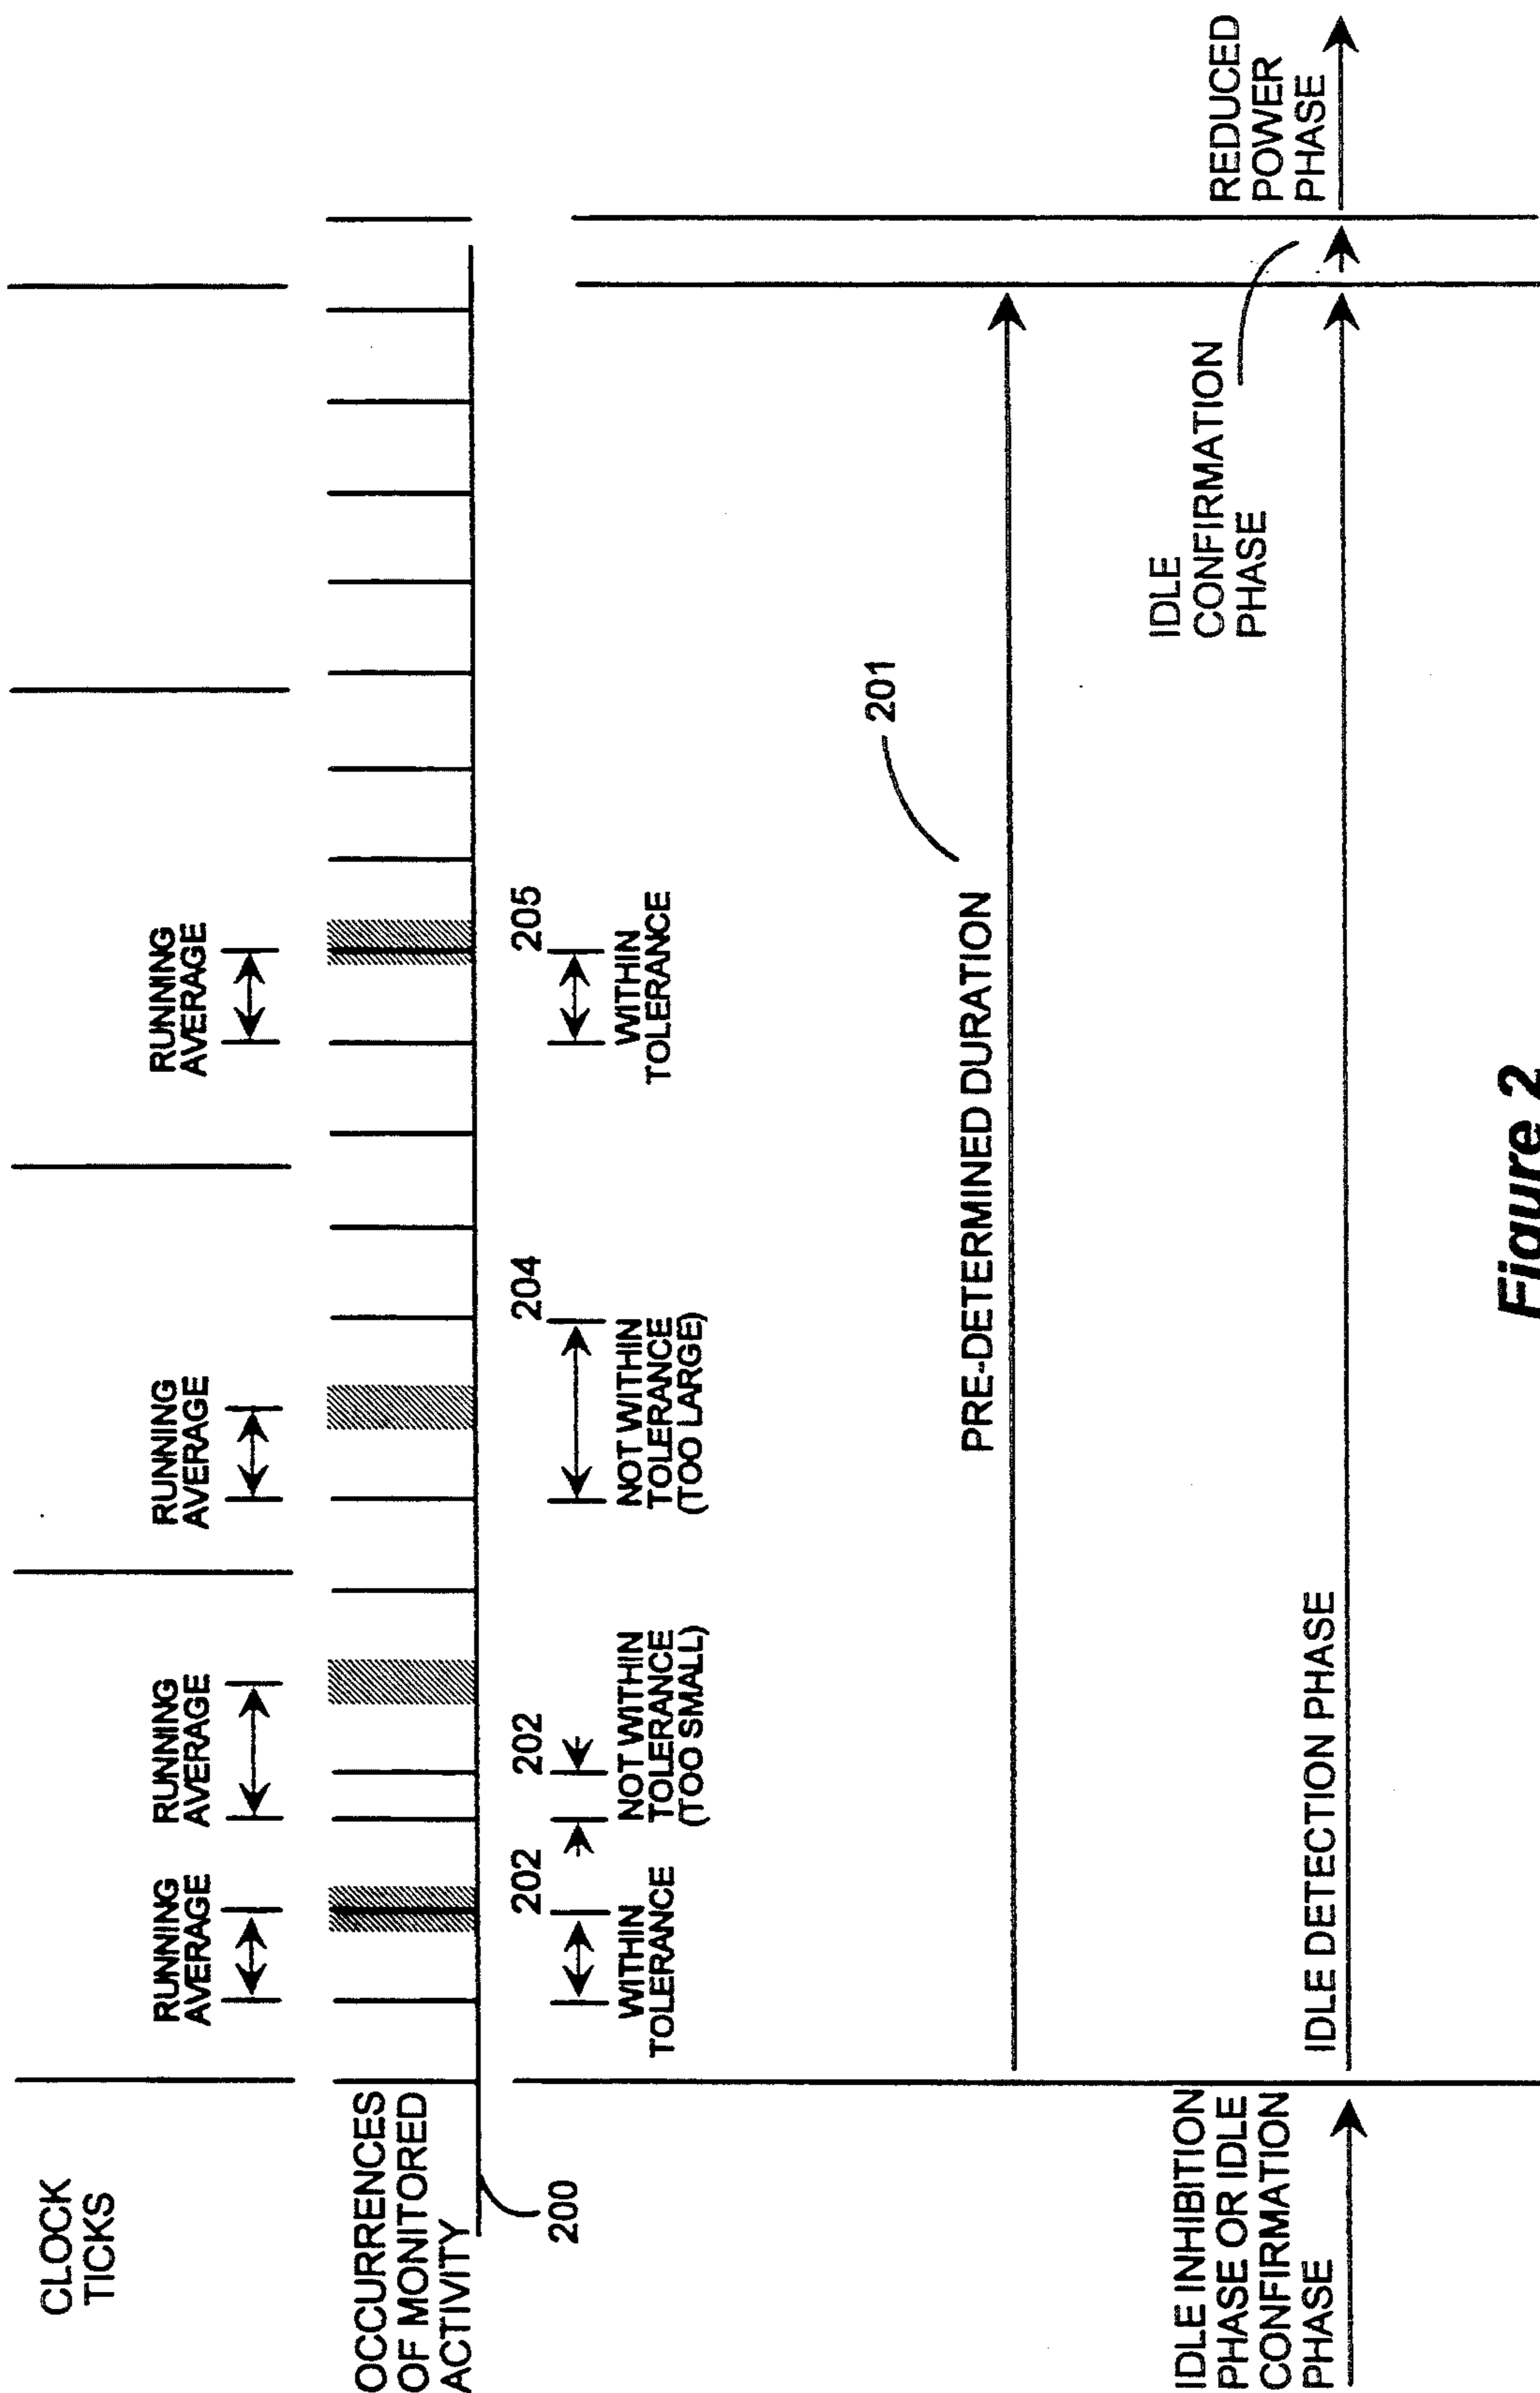 CLOCK
TICKS
RUNNING
AVERAGE
RUNNING
AVERAGE
RUNNING
AVERAGE
RUNNING
AVERAGE
OCCURRENCES
OF MONITORED
ACTIVITY
200
202
202
204
205
WITHIN
TOLERANCE
NOT WITHIN
TOLERANCE
(TOO SMALL)
NOT WITHIN
TOLERANCE
(TOO LARGE)
WITHIN
TOLERANCE
201
PRE-DETERMINED DURATION
IDLE INHIBITION
PHASE OR IDLE
CONFIRMATION
PHASE
IDLE DETECTION PHASE
IDLE
CONFIRMATION
PHASE
REDUCED
POWER
PHASE
Figure 2